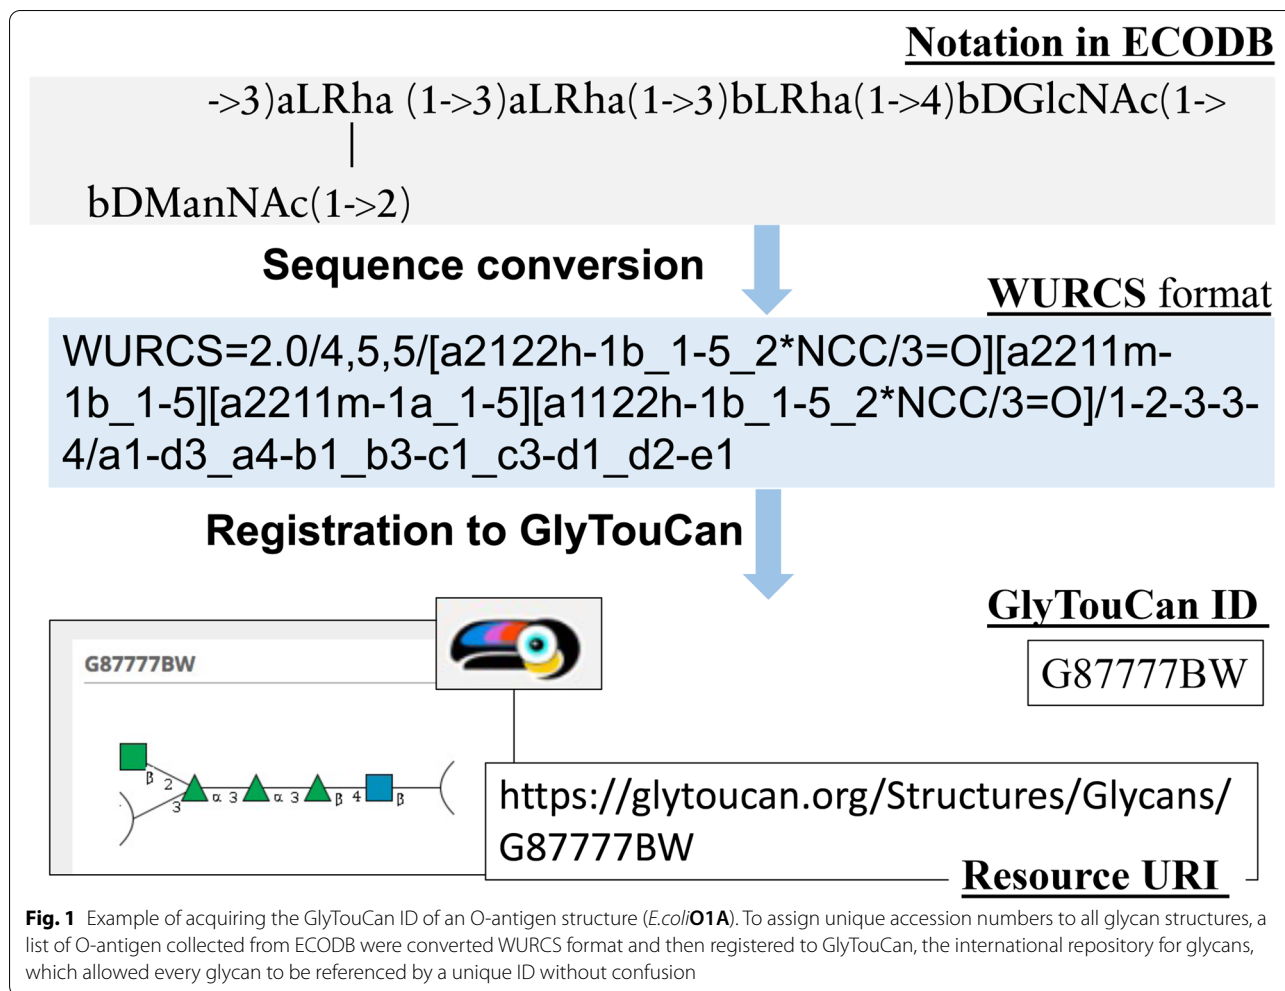 Notation in ECODB
->3)aLRha (1->3)aLRha(1->3)bLRha(1->4)bDGlcNAc(1->
|
bDManNAc(1->2)
Sequence conversion
WURCS format
WURCS=2.0/4,5,5/[a2122h-1b_1-5_2*NCC/3=O][a2211m-
1b_1-5][a2211m-1a_1-5][a1122h-1b_1-5_2*NCC/3=O]/1-2-3-3-
4/a1-d3_a4-b1_b3-c1_c3-d1_d2-e1
Registration to GlyTouCan
GlyTouCan ID
G87777BW
G87777BW
β 2
3 α 3 α 3 β 4 β
https://glytoucan.org/Structures/Glycans/
G87777BW
Resource URI
Fig. 1 Example of acquiring the GlyTouCan ID of an O-antigen structure (E.coliO1A). To assign unique accession numbers to all glycan structures, a
list of O-antigen collected from ECODB were converted WURCS format and then registered to GlyTouCan, the international repository for glycans,
which allowed every glycan to be referenced by a unique ID without confusion